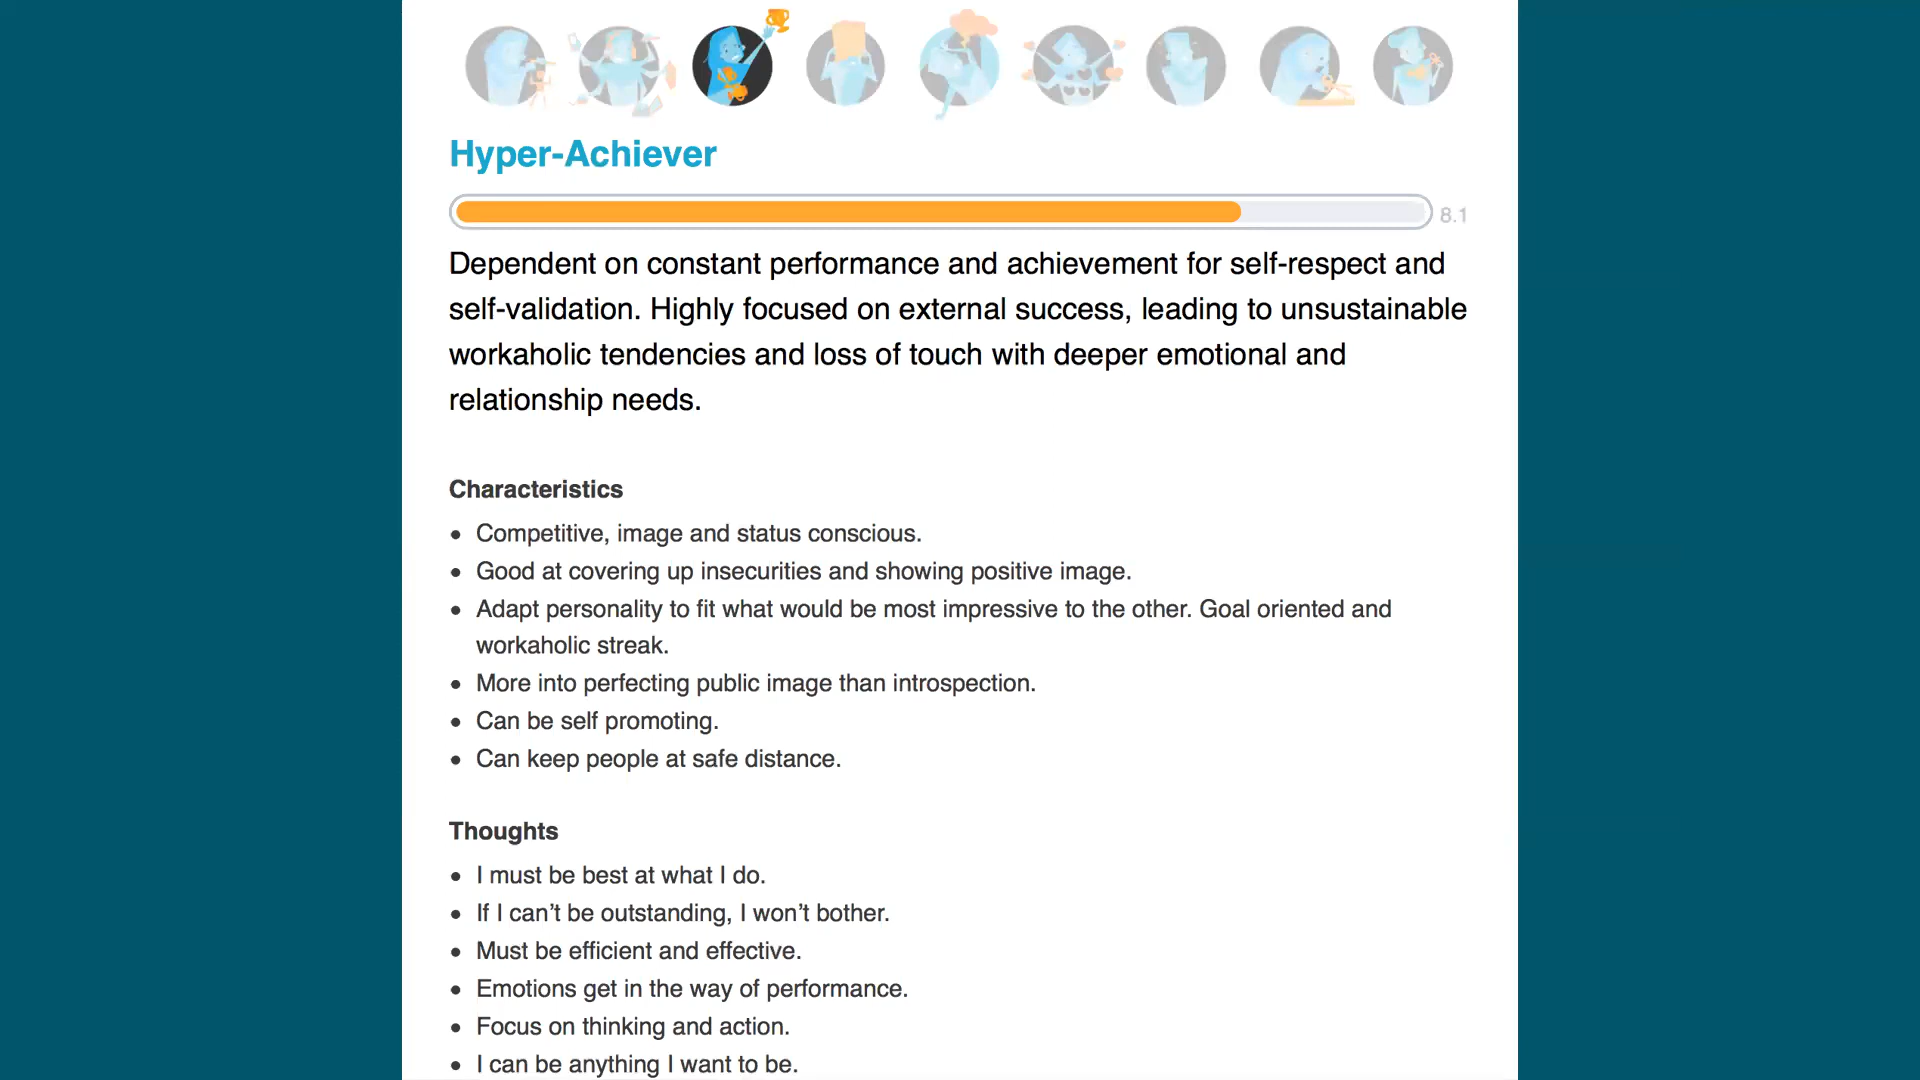 Hyper-Achiever
8.1
Dependent on constant performance and achievement for self-respect and
self-validation. Highly focused on external success, leading to unsustainable
workaholic tendencies and loss of touch with deeper emotional and
relationship needs.
Characteristics
• Competitive, image and status conscious.
• Good at covering up insecurities and showing positive image.
• Adapt personality to fit what would be most impressive to the other. Goal oriented and
workaholic streak.
• More into perfecting public image than introspection.
• Can be self promoting.
• Can keep people at safe distance.
Thoughts
• I must be best at what I do.
• If I can’t be outstanding, I won’t bother.
• Must be efficient and effective.
• Emotions get in the way of performance.
• Focus on thinking and action.
• I can be anything I want to be.